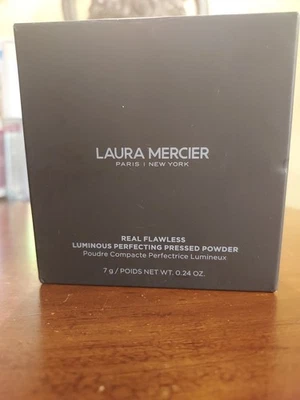 LAURA MERCIER
PARIS | NEW YORK
REAL FLAWLESS
LUMINOUS PERFECTING PRESSED POWDER
Poudre Compacte Perfectrice Lumineux
7 g / POIDS NET WT. 0.24 OZ.